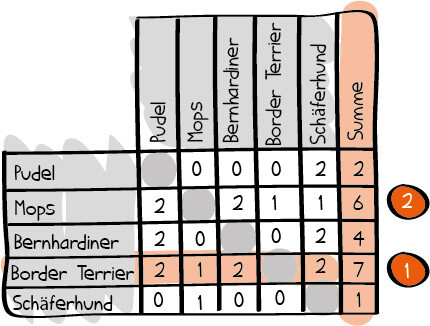 Pudel Mops Bernhardiner Border Terrier Schäferhund Summe
Pudel 0 0 0 2 2
Mops 2 2 1 1 6 2
Bernhardiner 2 0 0 2 4
Border Terrier 2 1 2 2 7 1
Schäferhund 0 1 0 0 1